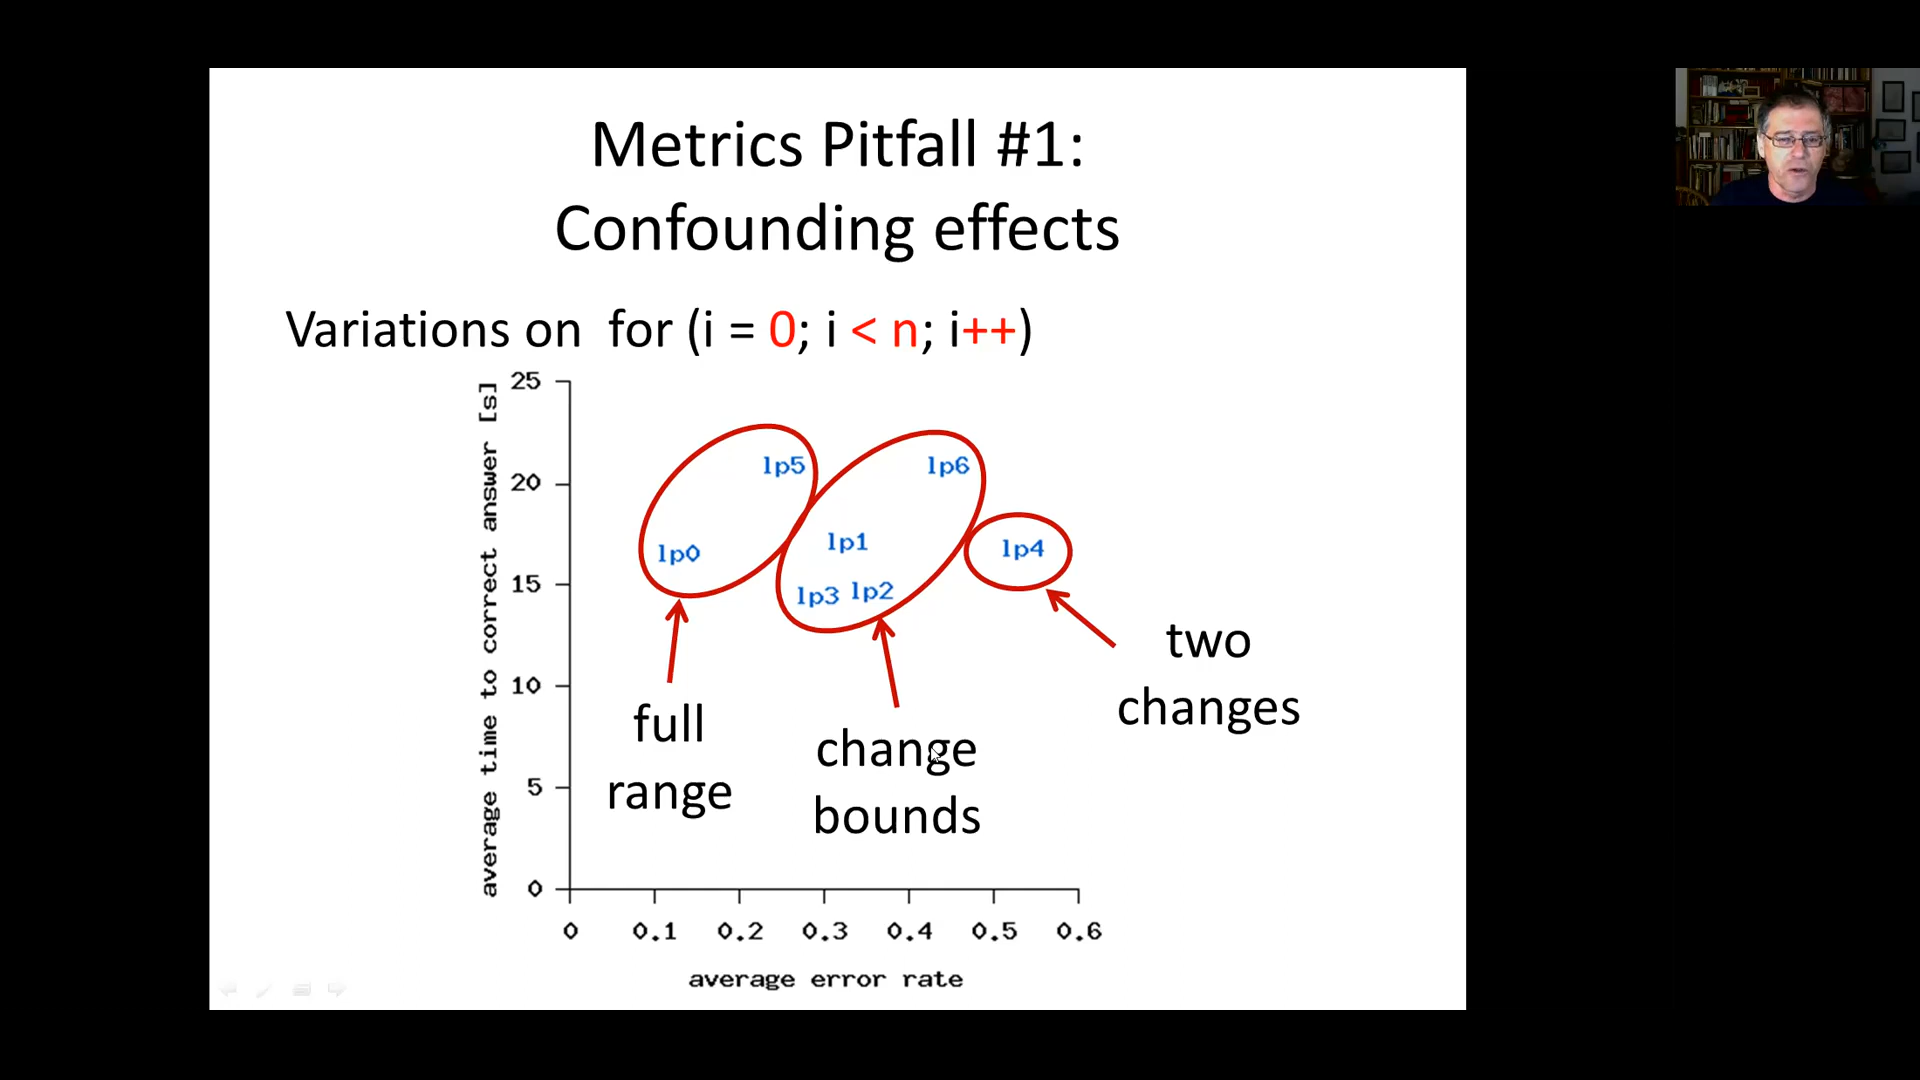 Metrics Pitfall #1:
Confounding effects
Variations on for (i = 0; i < n; i++)
average time to correct answer [s]
25
20
15
10
5
0
lp5
lp6
lp0
lp1
lp4
lp3 lp2
full
range
change
bounds
two
changes
0 0.1 0.2 0.3 0.4 0.5 0.6
average error rate